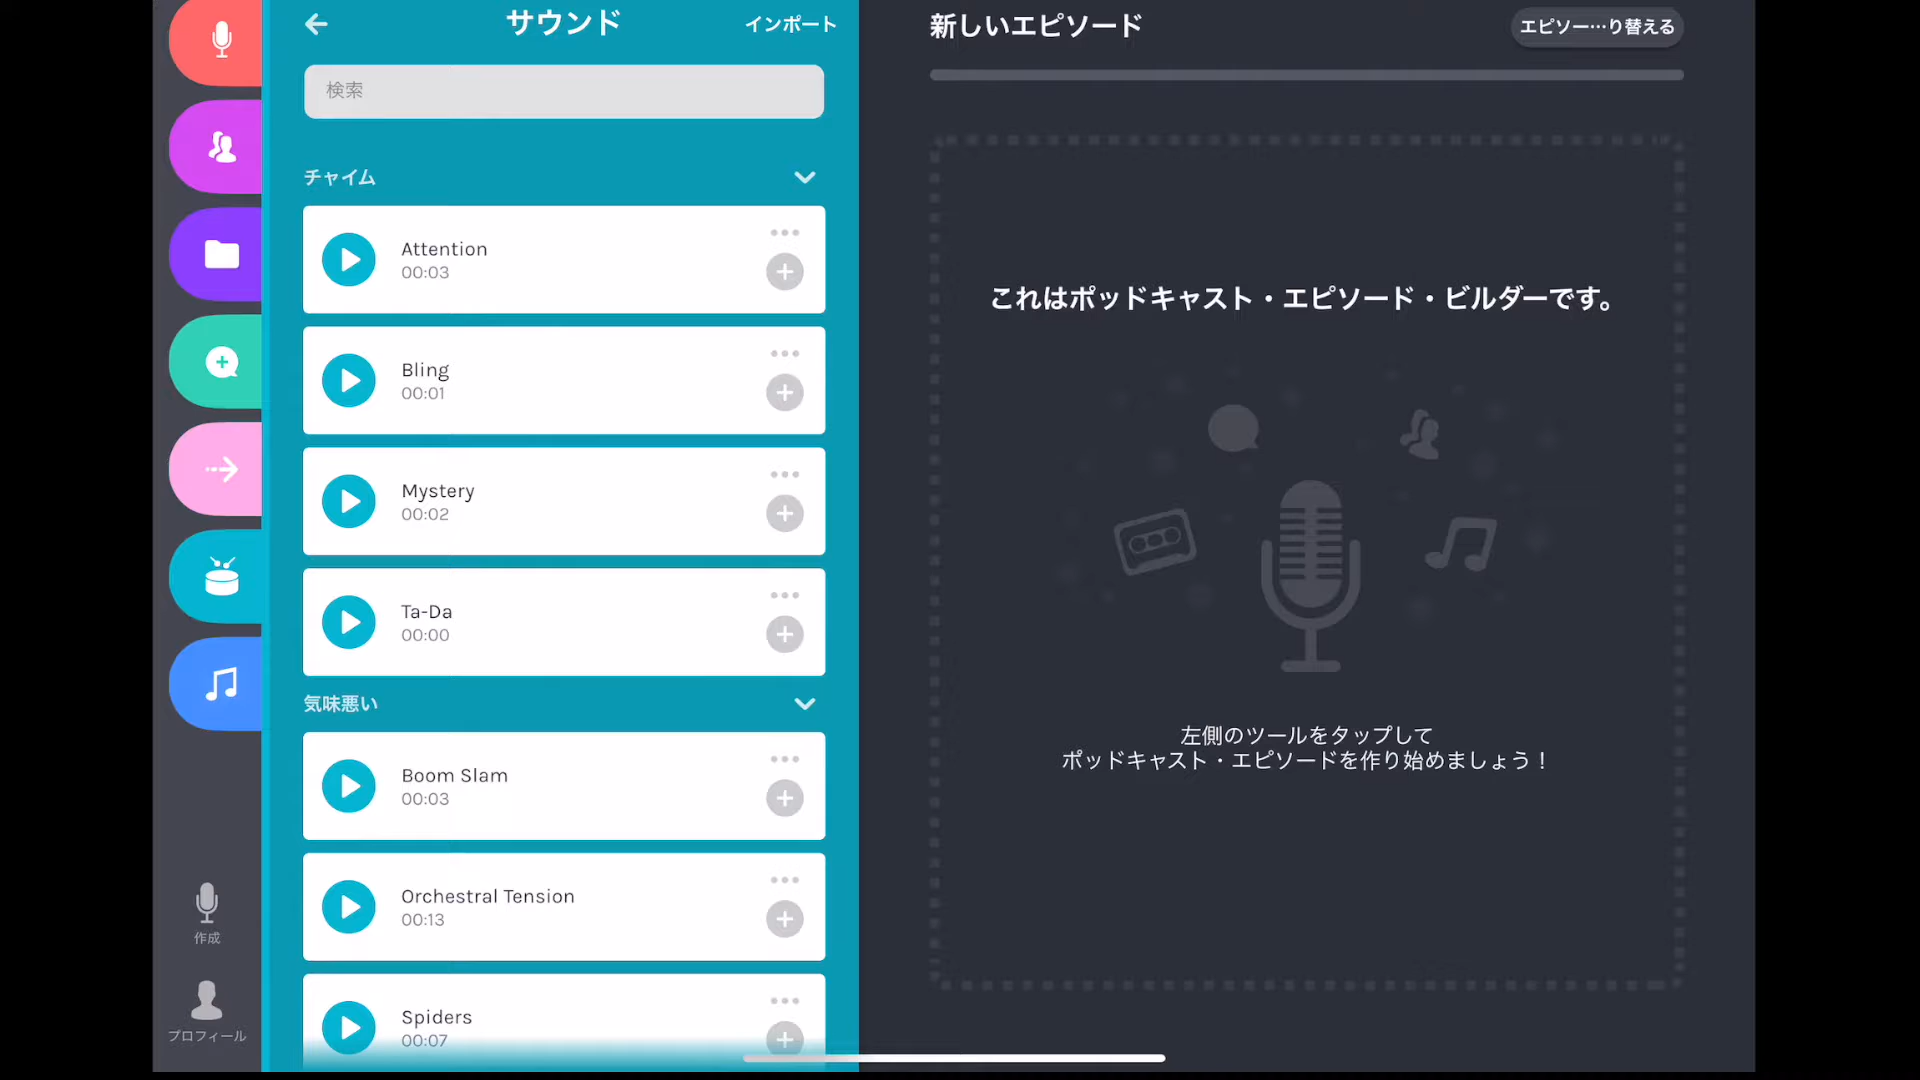 サウンド
インポート
検索
チャイム
Attention
00:03
Bling
00:01
Mystery
00:02
Ta-Da
00:00
気味悪い
Boom Slam
00:03
Orchestral Tension
00:13
Spiders
00:07
作成
プロフィール
新しいエピソード
エピソー…り替える
これはポッドキャスト・エピソード・ビルダーです。
左側のツールをタップして
ポッドキャスト・エピソードを作り始めましょう！